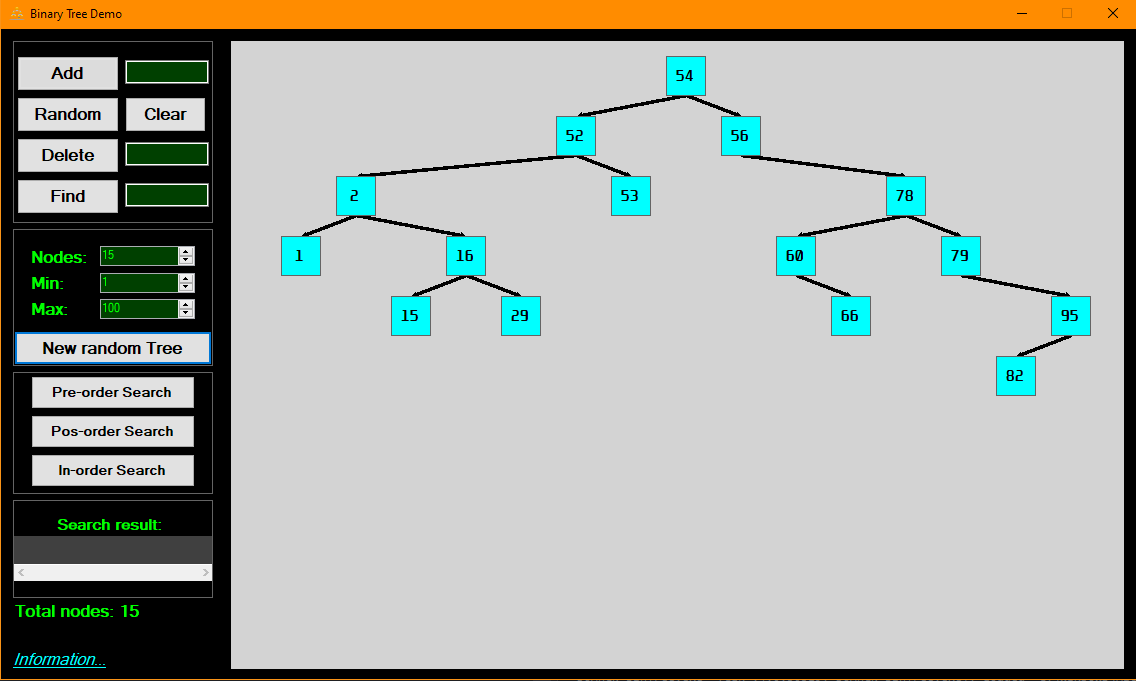 Binary Tree Demo
Add
Random Clear
Delete
Find
Nodes: 15
Min: 1
Max: 100
New random Tree
Pre-order Search
Pos-order Search
In-order Search
Search result:
Total nodes: 15
Information...
54
52 56
2 53 78
1 16 60 79
15 29 66 95
82